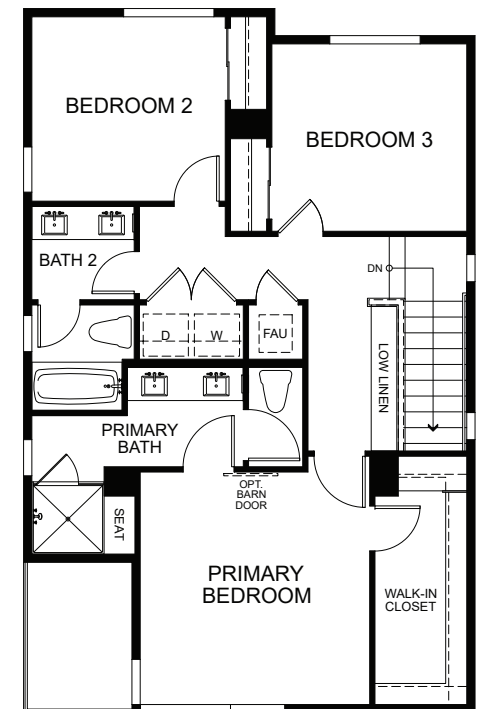 BEDROOM 2
BEDROOM 3
BATH 2
DN
D
W
FAU
LOW LINEN
PRIMARY
BATH
OPT.
BARN
DOOR
SEAT
PRIMARY
BEDROOM
WALK-IN
CLOSET